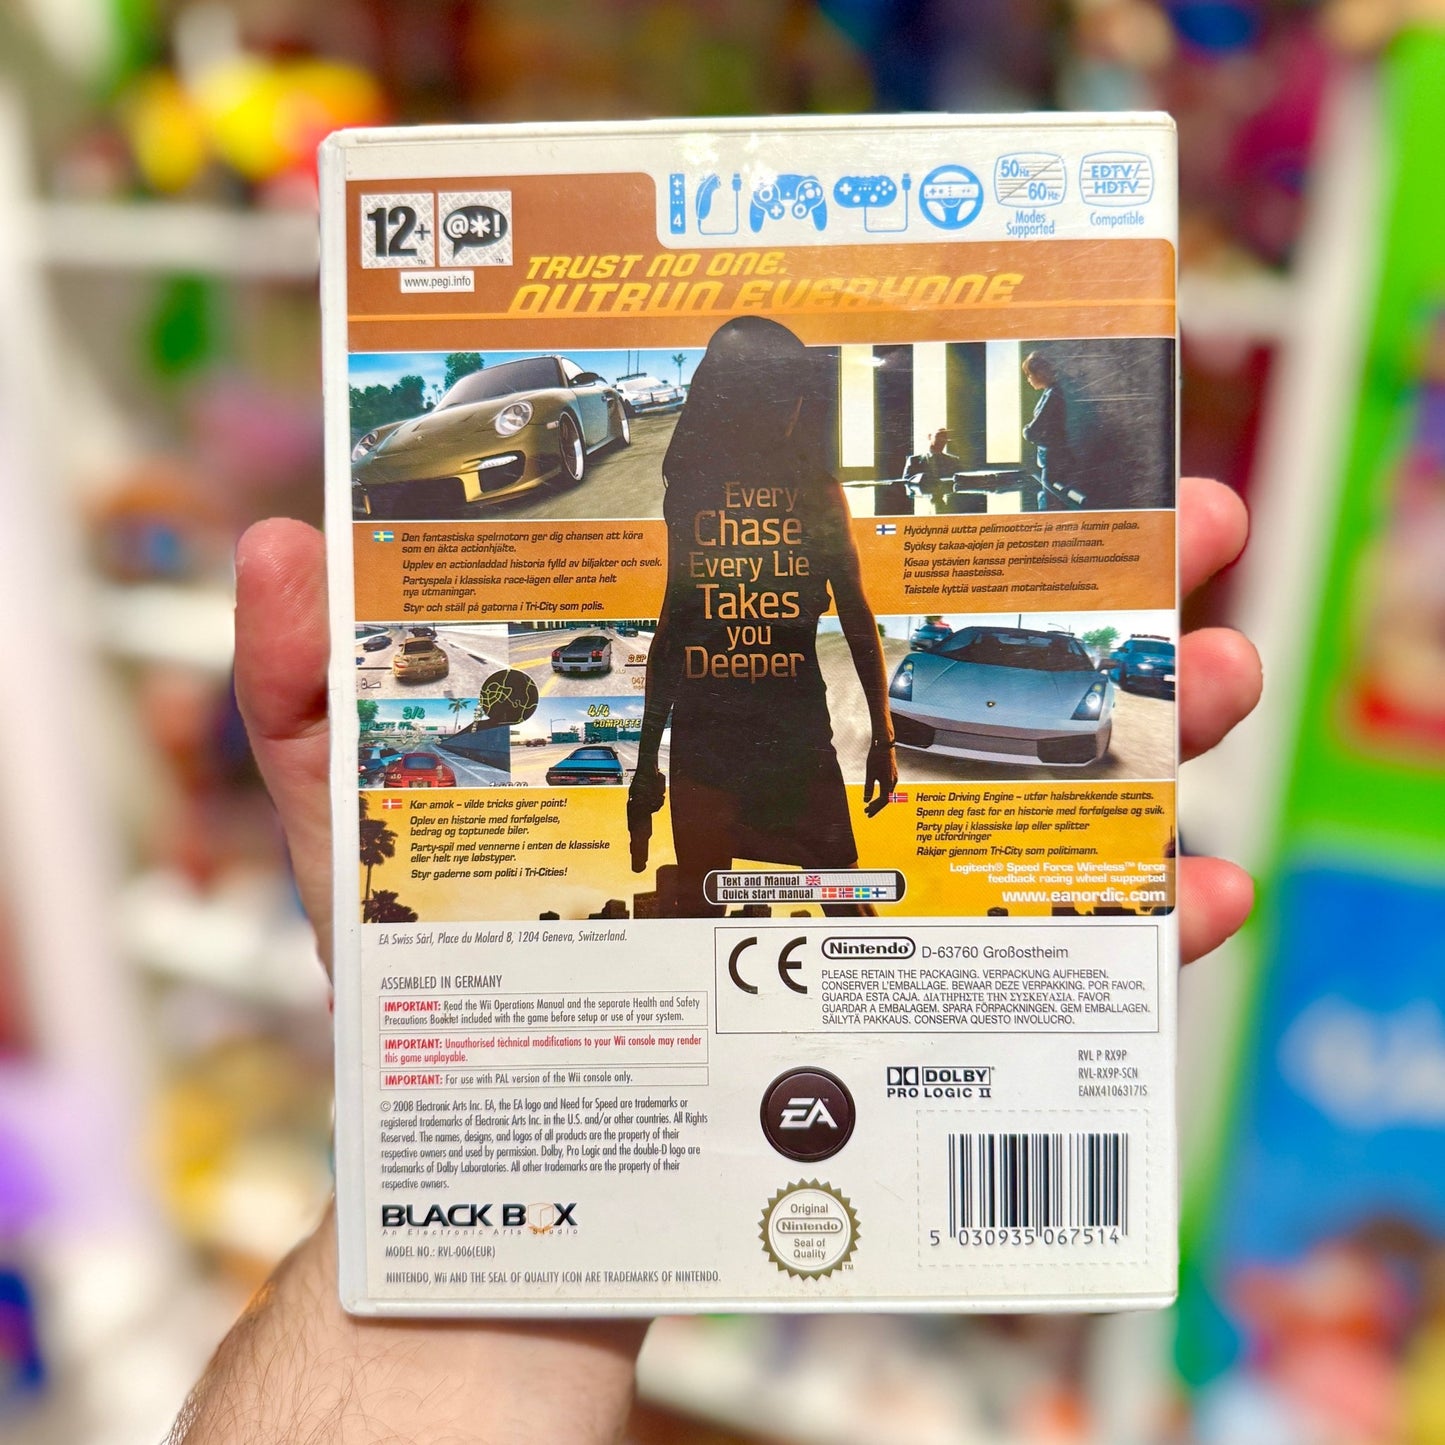 12+
@*!
www.pegi.info
4
50Hz
60Hz
Modes
Supported
EDTV/
HDTV
Compatible
TRUST NO ONE.
OUTRUN EVERYONE
Every
Chase
Every Lie
Takes
you
Deeper
Den fantastiska spelmotorn ger dig chansen att köra
som en äkta actionhjälte.
Upplev en actionladdad historia fylld av biljakter och svek.
Partyspela i klassiska race-lägen eller anta helt
nya utmaningar.
Styr och ställ på gatorna i Tri-City som polis.
Hyödynnä uutta pelimoottoria ja anna kumin palaa.
Syöksy takaa-ajojen ja petosten maailmaan.
Kisaa ystävien kanssa perinteisissä kisamuodoissa
ja uusissa haasteissa.
Taistele kyttiä vastaan motaritaisteluissa.
3/4
4/4
COMPLETE
Kør amok – vilde tricks giver point!
Oplev en historie med forfølgelse,
bedrag og toptunede biler.
Party-spil med vennerne i enten de klassiske
eller helt nye løbstyper.
Styr gaderne som politi i Tri-Cities!
Heroic Driving Engine – utfør halsbrekkende stunts.
Spenn deg fast for en historie med forfølgelse og svik.
Party play i klassiske løp eller splitter
nye utfordringer
Råkjør gjennom Tri-City som politimann.
Logitech® Speed Force Wireless™ force
feedback racing wheel supported
www.eanordic.com
Text and Manual
Quick start manual
EA Swiss Sàrl, Place du Molard 8, 1204 Geneva, Switzerland.
ASSEMBLED IN GERMANY
IMPORTANT: Read the Wii Operations Manual and the separate Health and Safety
Precautions Booklet included with the game before setup or use of your system.
IMPORTANT: Unauthorised technical modifications to your Wii console may render
this game unplayable.
IMPORTANT: For use with PAL version of the Wii console only.
© 2008 Electronic Arts Inc. EA, the EA logo and Need for Speed are trademarks or
registered trademarks of Electronic Arts Inc. in the U.S. and/or other countries. All Rights
Reserved. The names, designs, and logos of all products are the property of their
respective owners and used by permission. Dolby, Pro Logic and the double-D logo are
trademarks of Dolby Laboratories. All other trademarks are the property of their
respective owners.
BLACK BOX
An Electronic Arts Studio
MODEL NO.: RVL-006(EUR)
NINTENDO, Wii AND THE SEAL OF QUALITY ICON ARE TRADEMARKS OF NINTENDO.
CE
Nintendo® D-63760 Großostheim
PLEASE RETAIN THE PACKAGING. VERPACKUNG AUFHEBEN.
CONSERVER L'EMBALLAGE. BEWAAR DEZE VERPAKKING. POR FAVOR,
GUARDA ESTA CAJA. ΔΙΑΤΗΡΗΣΤΕ ΤΗΝ ΣΥΣΚΕΥΑΣΙΑ. FAVOR
GUARDAR A EMBALAGEM. SPARA FÖRPACKNINGEN. GEM EMBALLAGEN.
SÄILYTÄ PAKKAUS. CONSERVA QUESTO INVOLUCRO.
RVL P RX9P
RVL-RX9P-SCN
EANX4106317IS
DOLBY®
PRO LOGIC II
EA™
Original
Nintendo
Seal of
Quality
TM
5 030935 067514